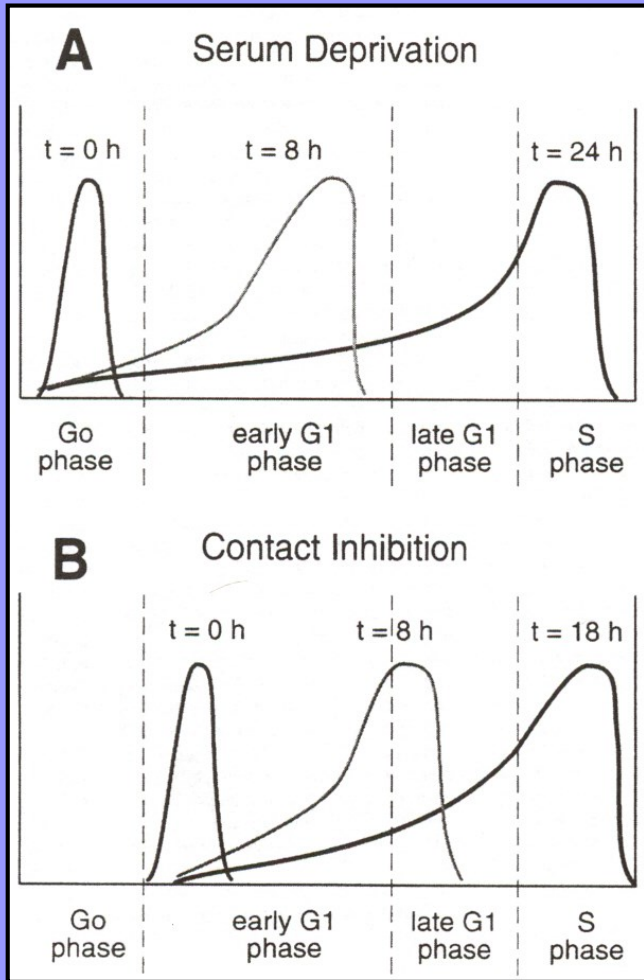 A Serum Deprivation
t = 0 h t = 8 h t = 24 h
Go early G1 late G1 S
phase phase phase phase
B Contact Inhibition
t = 0 h t = 8 h t = 18 h
Go early G1 late G1 S
phase phase phase phase